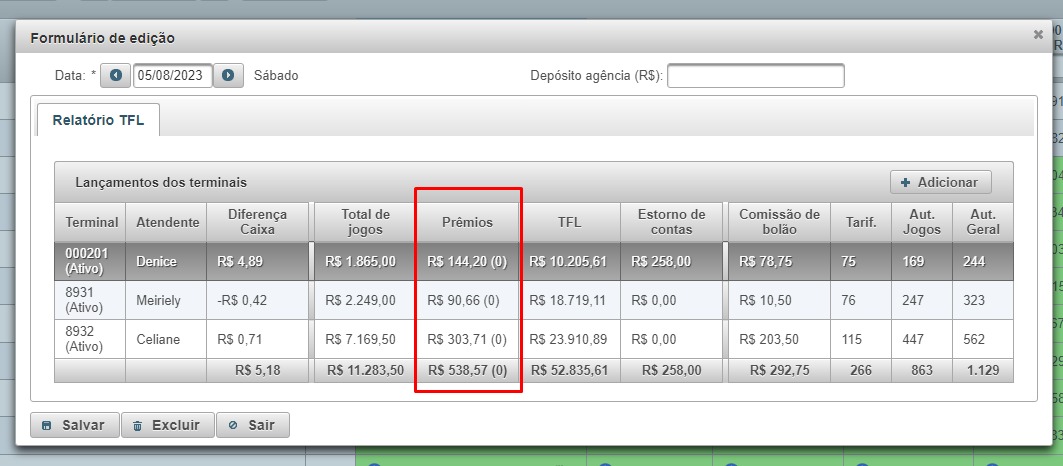 Formulário de edição
Data: * 05/08/2023 Sábado Depósito agência (R$):
Relatório TFL
Lançamentos dos terminais Adicionar
Terminal Atendente Diferença Caixa Total de jogos Prêmios TFL Estorno de contas Comissão de bolão Tarif. Aut. Jogos Aut. Geral
000201 (Ativo) Denice R$ 4,89 R$ 1.865,00 R$ 144,20 (0) R$ 10.205,61 R$ 258,00 R$ 78,75 75 169 244
8931 (Ativo) Meiriely -R$ 0,42 R$ 2.249,00 R$ 90,66 (0) R$ 18.719,11 R$ 0,00 R$ 10,50 76 247 323
8932 (Ativo) Celiane R$ 0,71 R$ 7.169,50 R$ 303,71 (0) R$ 23.910,89 R$ 0,00 R$ 203,50 115 447 562
R$ 5,18 R$ 11.283,50 R$ 538,57 (0) R$ 52.835,61 R$ 258,00 R$ 292,75 266 863 1.129
Salvar Excluir Sair